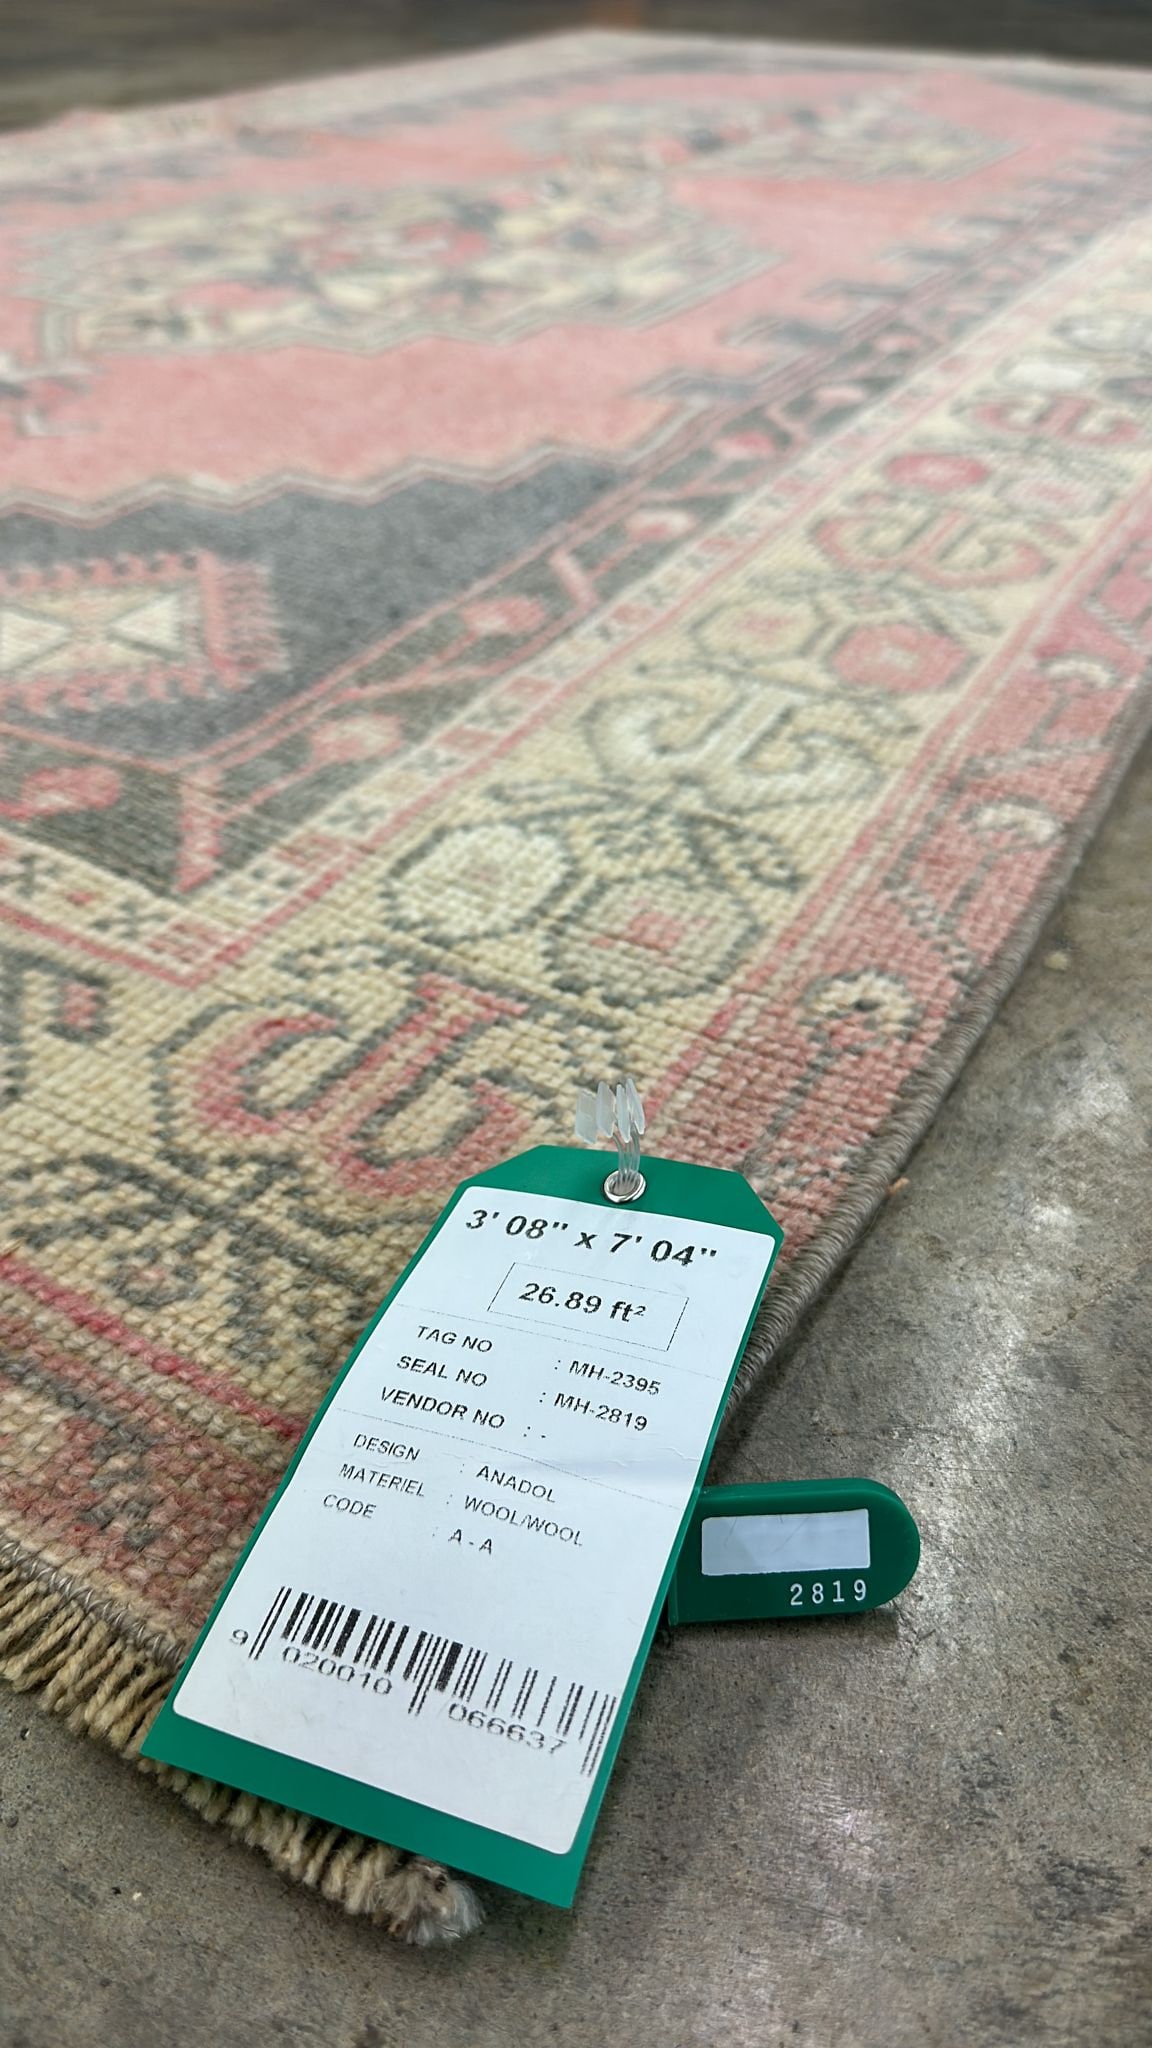 3' 08" x 7' 04"
26.89 ft²
TAG NO : MH-2395
SEAL NO : MH-2819
VENDOR NO : -
DESIGN : ANADOL
MATERIEL : WOOL/WOOL
CODE : A - A
9 020010 066637
2819